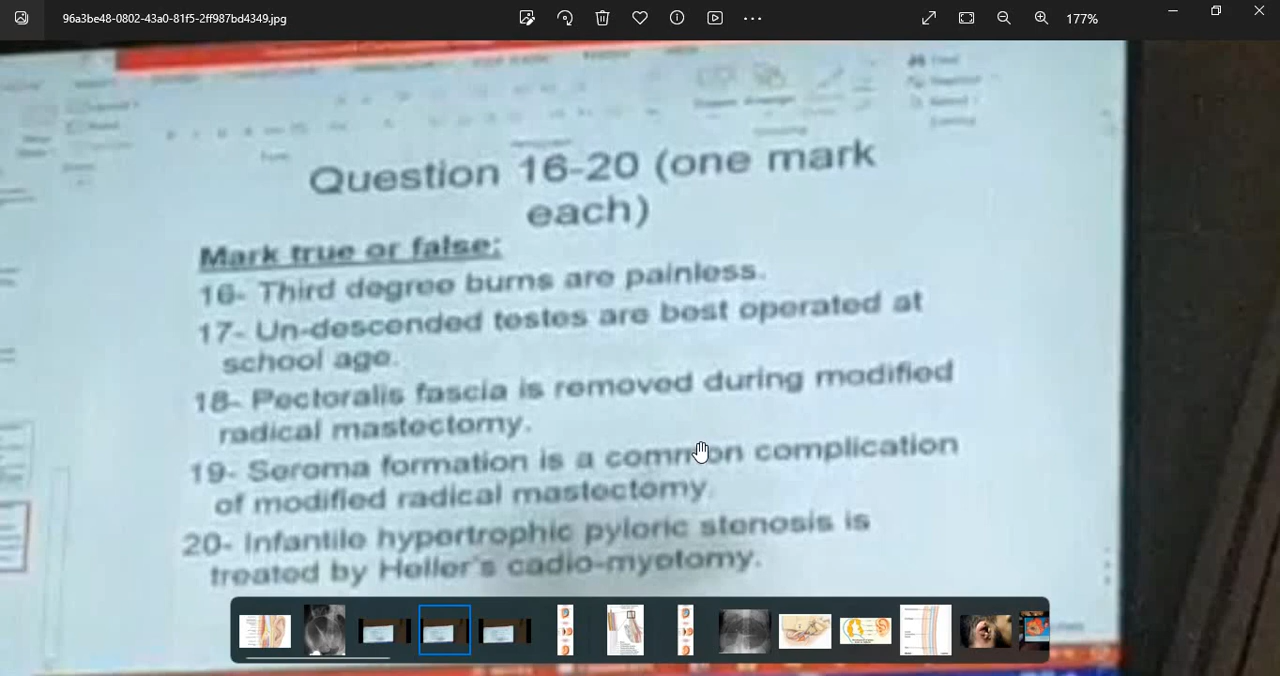 96a3be48-0802-43a0-81f5-2ff987bd4349.jpg
177%
Question 16-20 (one mark
each)
Mark true or false:
16- Third degree burns are painless.
17- Un-descended testes are best operated at
school age.
18- Pectoralis fascia is removed during modified
radical mastectomy.
19- Seroma formation is a common complication
of modified radical mastectomy.
20- Infantile hypertrophic pyloric stenosis is
treated by Heller's cadio-myotomy.